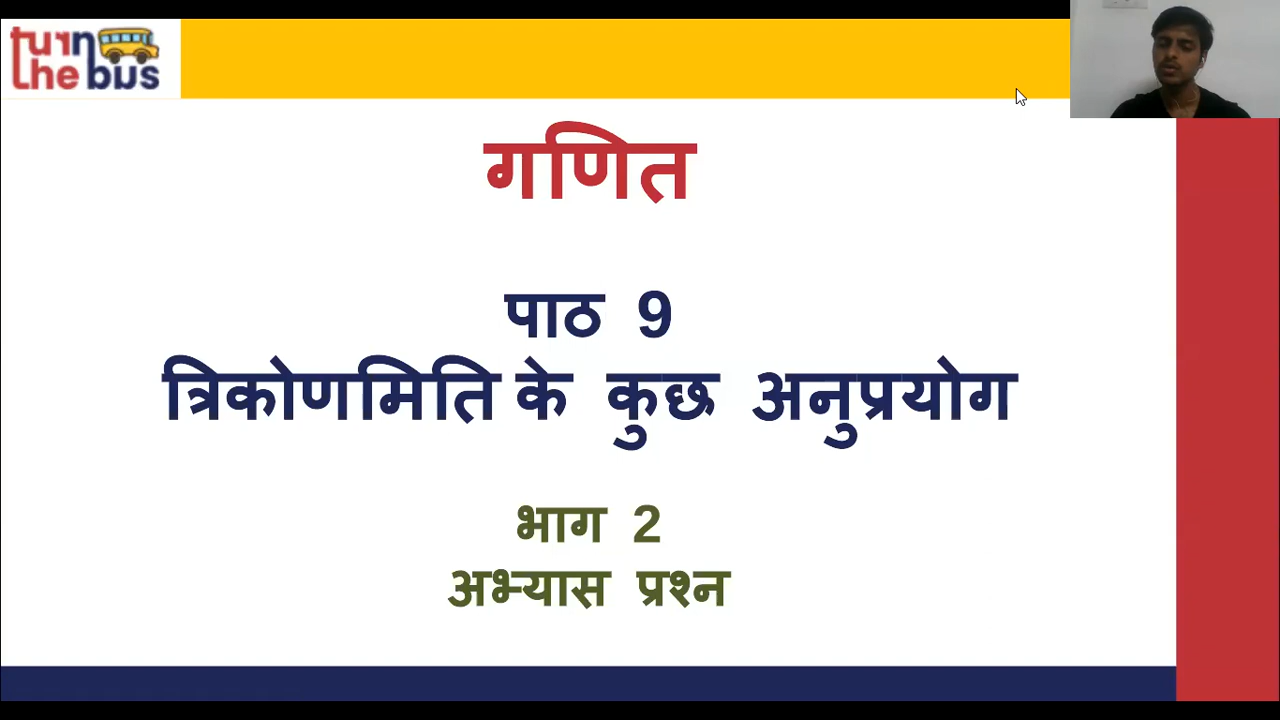 turn
the bus
गणित
पाठ 9
त्रिकोणमिति के कुछ अनुप्रयोग
भाग 2
अभ्यास प्रश्न